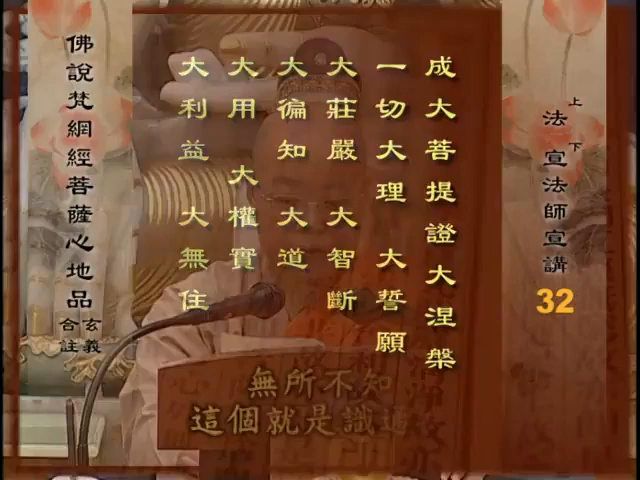 上法下宣法師宣講
32
成大菩提證大涅槃
一切大理 大誓願
大莊嚴 大智斷
大徧知 大道
大用 大權實
大利益 大無住
佛說梵網經菩薩心地品
玄義
合註
無所不知
這個就是識